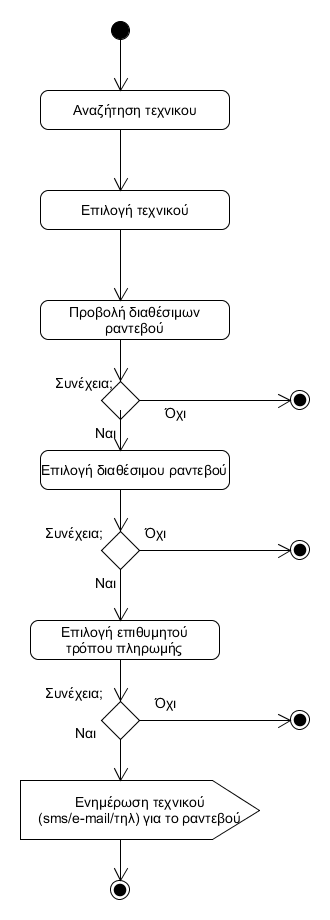 Αναζήτηση τεχνικου
Επιλογή τεχνικού
Προβολή διαθέσιμων
ραντεβού
Συνέχεια;
Όχι
Ναι
Επιλογή διαθέσιμου ραντεβού
Συνέχεια;
Όχι
Ναι
Επιλογή επιθυμητού
τρόπου πληρωμής
Συνέχεια;
Όχι
Ναι
Ενημέρωση τεχνικού
(sms/e-mail/τηλ) για το ραντεβού